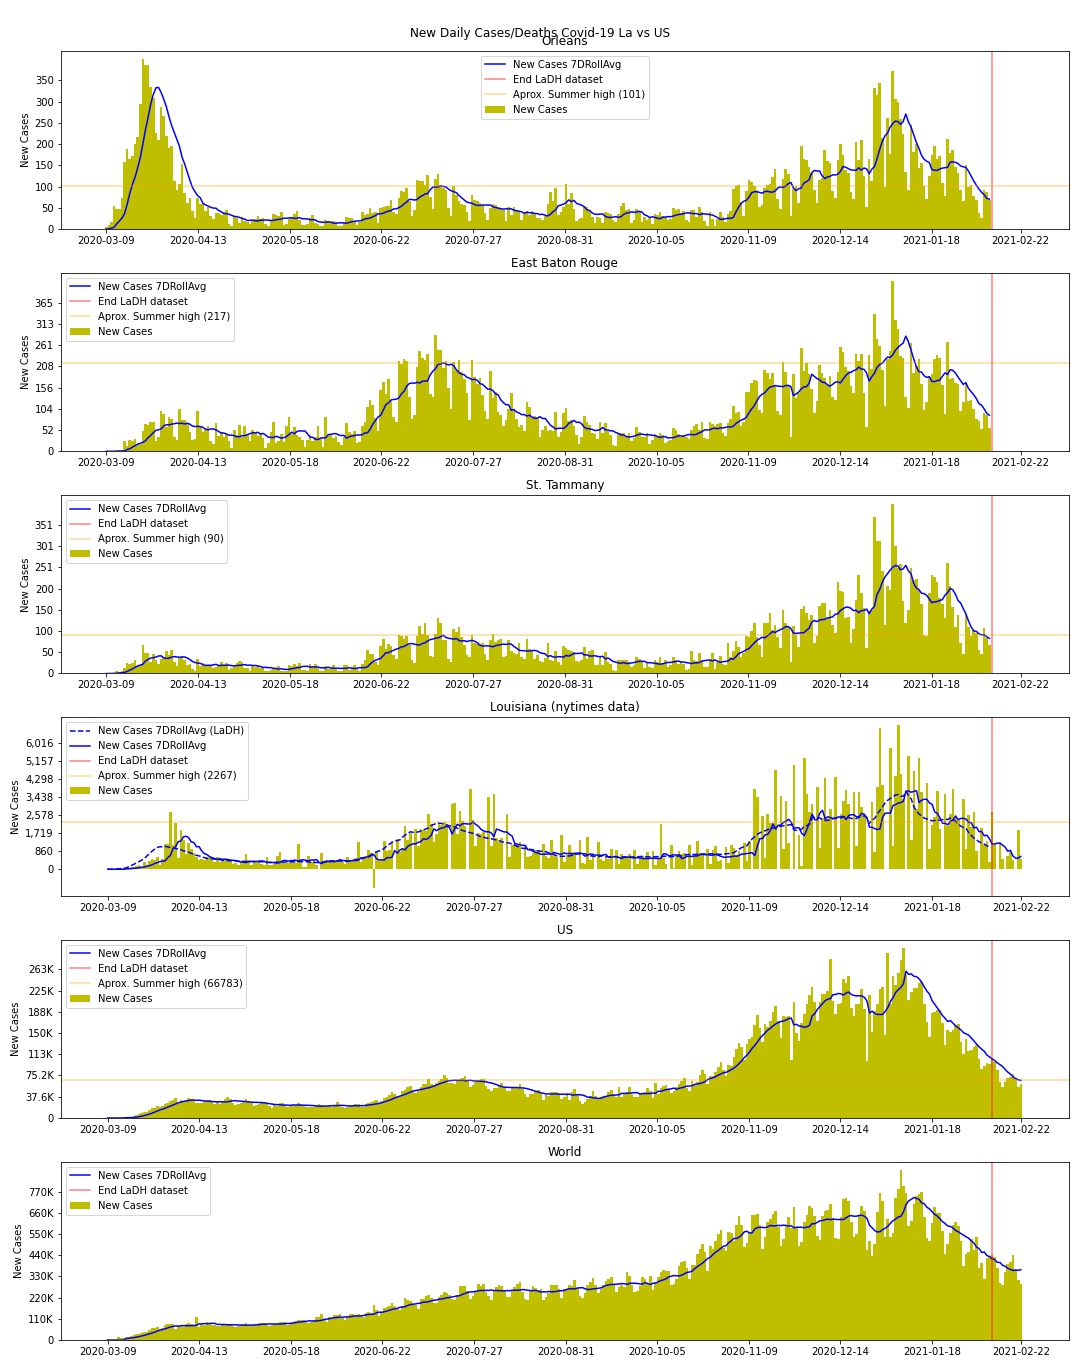 New Daily Cases/Deaths Covid-19 La vs US
Orleans
New Cases 7DRollAvg
End LaDH dataset
Aprox. Summer high (101)
New Cases
New Cases
350
300
250
200
150
100
50
0
2020-03-09 2020-04-13 2020-05-18 2020-06-22 2020-07-27 2020-08-31 2020-10-05 2020-11-09 2020-12-14 2021-01-18 2021-02-22
East Baton Rouge
New Cases 7DRollAvg
End LaDH dataset
Aprox. Summer high (217)
New Cases
New Cases
365
313
261
208
156
104
52
0
2020-03-09 2020-04-13 2020-05-18 2020-06-22 2020-07-27 2020-08-31 2020-10-05 2020-11-09 2020-12-14 2021-01-18 2021-02-22
St. Tammany
New Cases 7DRollAvg
End LaDH dataset
Aprox. Summer high (90)
New Cases
New Cases
351
301
251
200
150
100
50
0
2020-03-09 2020-04-13 2020-05-18 2020-06-22 2020-07-27 2020-08-31 2020-10-05 2020-11-09 2020-12-14 2021-01-18 2021-02-22
Louisiana (nytimes data)
New Cases 7DRollAvg (LaDH)
New Cases 7DRollAvg
End LaDH dataset
Aprox. Summer high (2267)
New Cases
New Cases
6,016
5,157
4,298
3,438
2,578
1,719
860
0
2020-03-09 2020-04-13 2020-05-18 2020-06-22 2020-07-27 2020-08-31 2020-10-05 2020-11-09 2020-12-14 2021-01-18 2021-02-22
US
New Cases 7DRollAvg
End LaDH dataset
Aprox. Summer high (66783)
New Cases
New Cases
263K
225K
188K
150K
113K
75.2K
37.6K
0
2020-03-09 2020-04-13 2020-05-18 2020-06-22 2020-07-27 2020-08-31 2020-10-05 2020-11-09 2020-12-14 2021-01-18 2021-02-22
World
New Cases 7DRollAvg
End LaDH dataset
New Cases
New Cases
770K
660K
550K
440K
330K
220K
110K
0
2020-03-09 2020-04-13 2020-05-18 2020-06-22 2020-07-27 2020-08-31 2020-10-05 2020-11-09 2020-12-14 2021-01-18 2021-02-22